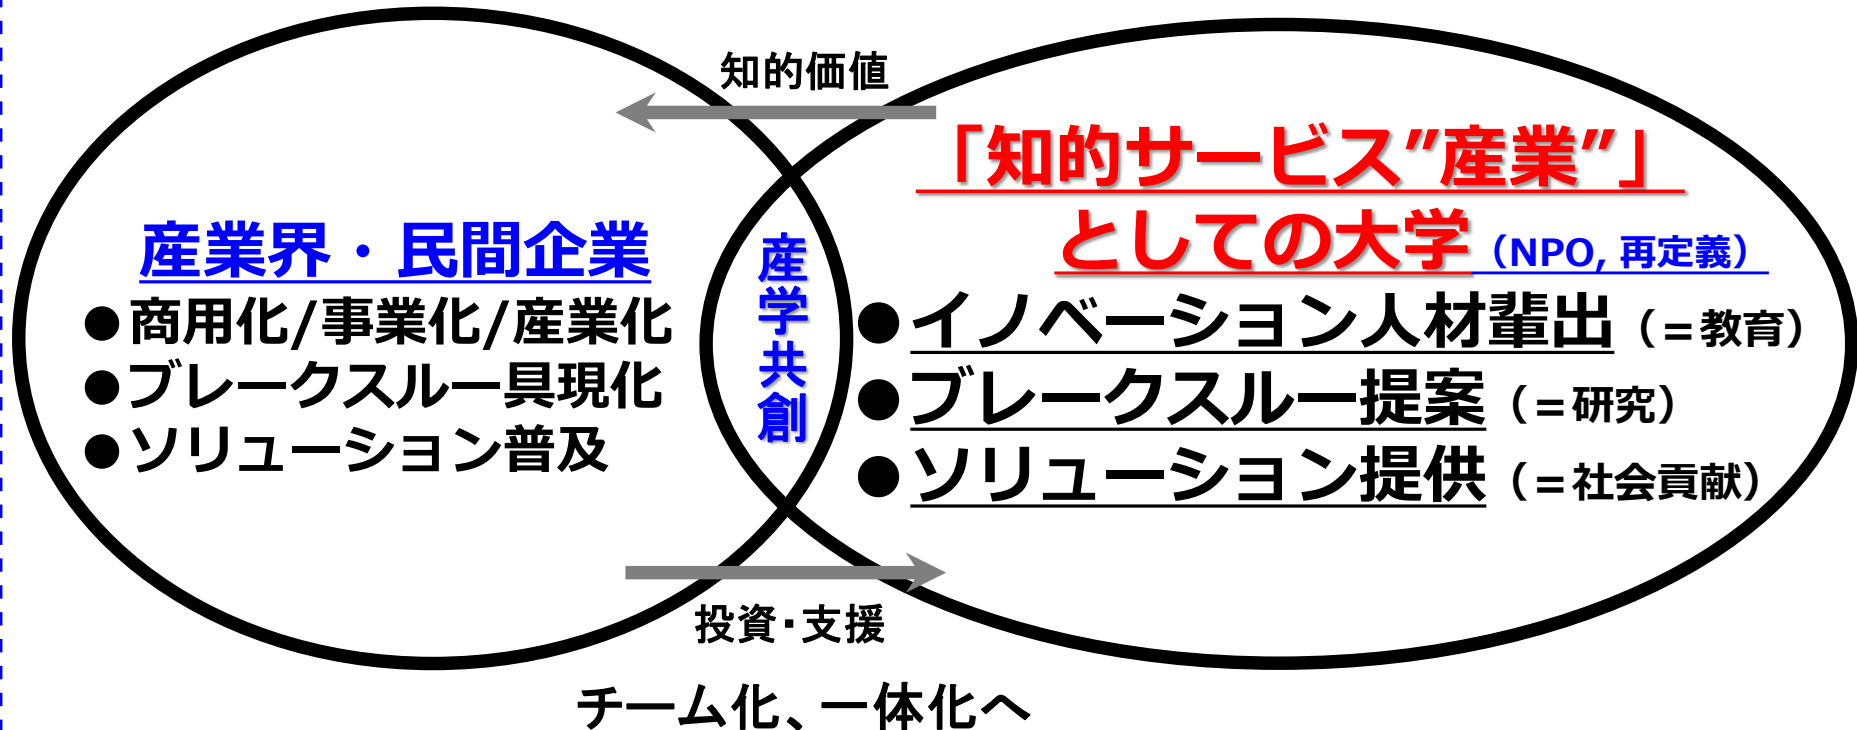 知的価値
産業界・民間企業
●商用化/事業化/産業化
●ブレークスルー具現化
●ソリューション普及
産学共創
「知的サービス”産業”」
としての大学（NPO, 再定義）
●イノベーション人材輩出（＝教育）
●ブレークスルー提案（＝研究）
●ソリューション提供（＝社会貢献）
投資・支援
チーム化、一体化へ